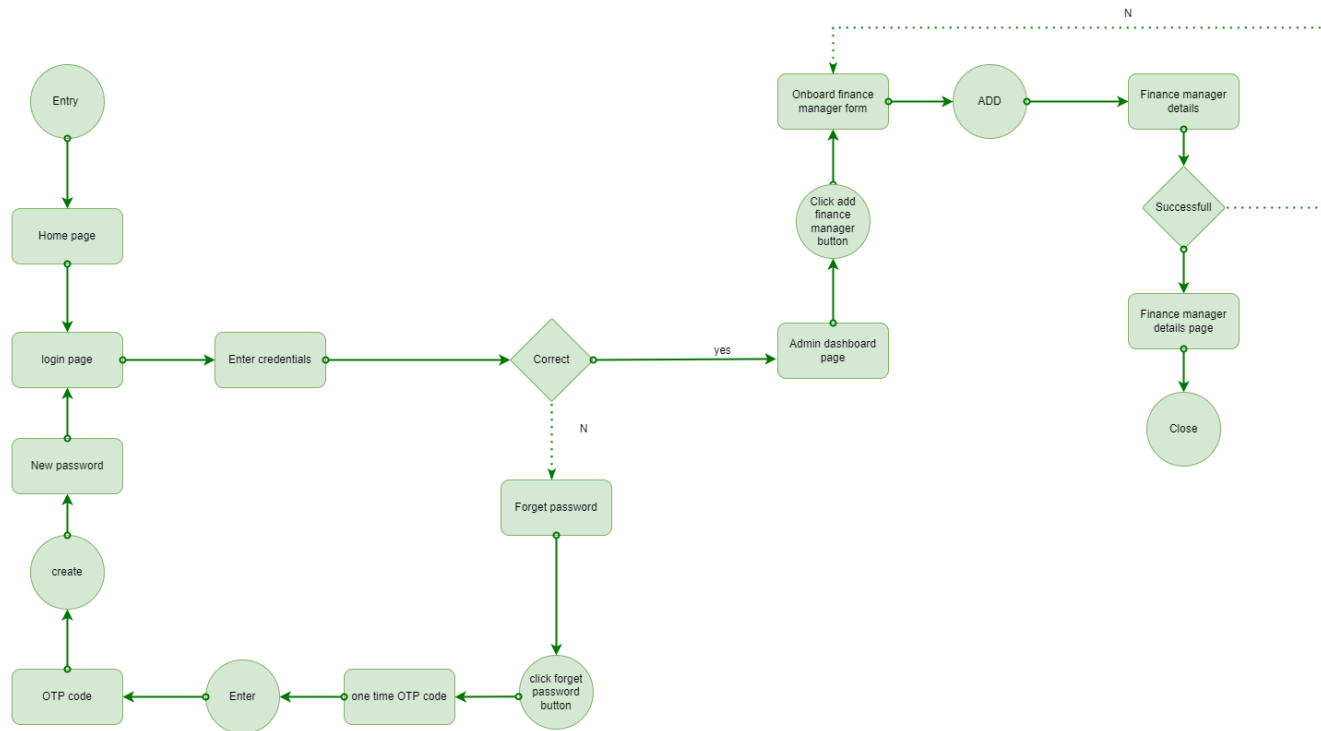 N
Entry
Onboard finance
manager form
ADD
Finance manager
details
Click add
finance
manager
button
Successfull
Home page
Finance manager
details page
login page
Enter credentials
Correct
yes
Admin dashboard
page
Close
N
New password
Forget password
create
OTP code
Enter
one time OTP code
click forget
password
button